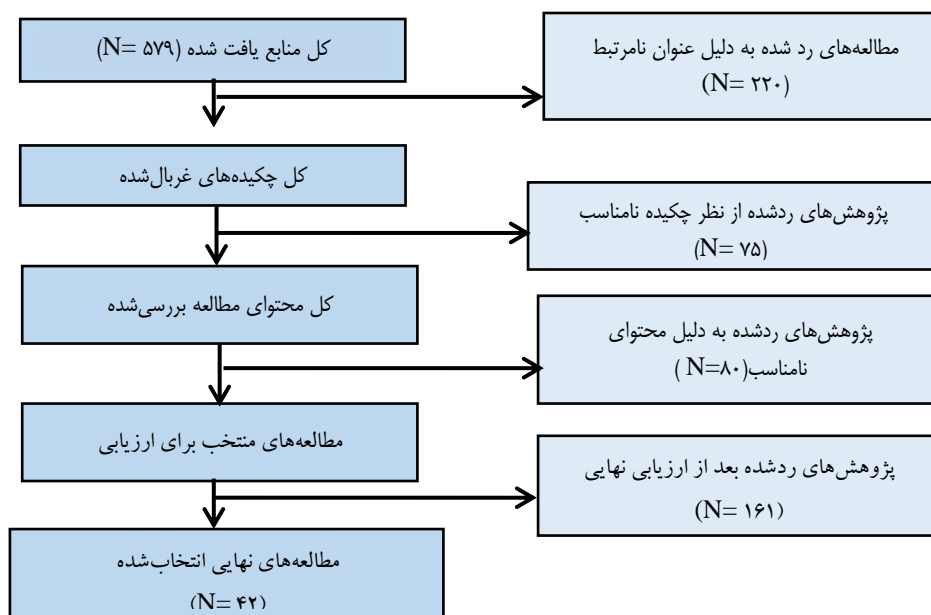 کل منابع یافت شده (N= ۵۷۹)
مطالعه‌های رد شده به دلیل عنوان نامرتبط
(N= ۲۲۰)
کل چکیده‌های غربال‌شده
پژوهش‌های ردشده از نظر چکیده نامناسب
(N= ۷۵)
کل محتوای مطالعه بررسی‌شده
پژوهش‌های ردشده به دلیل محتوای
نامناسب(N=۸۰ )
مطالعه‌های منتخب برای ارزیابی
پژوهش‌های ردشده بعد از ارزیابی نهایی
(N= ۱۶۱)
مطالعه‌های نهایی انتخاب‌شده
(N= ۴۲)